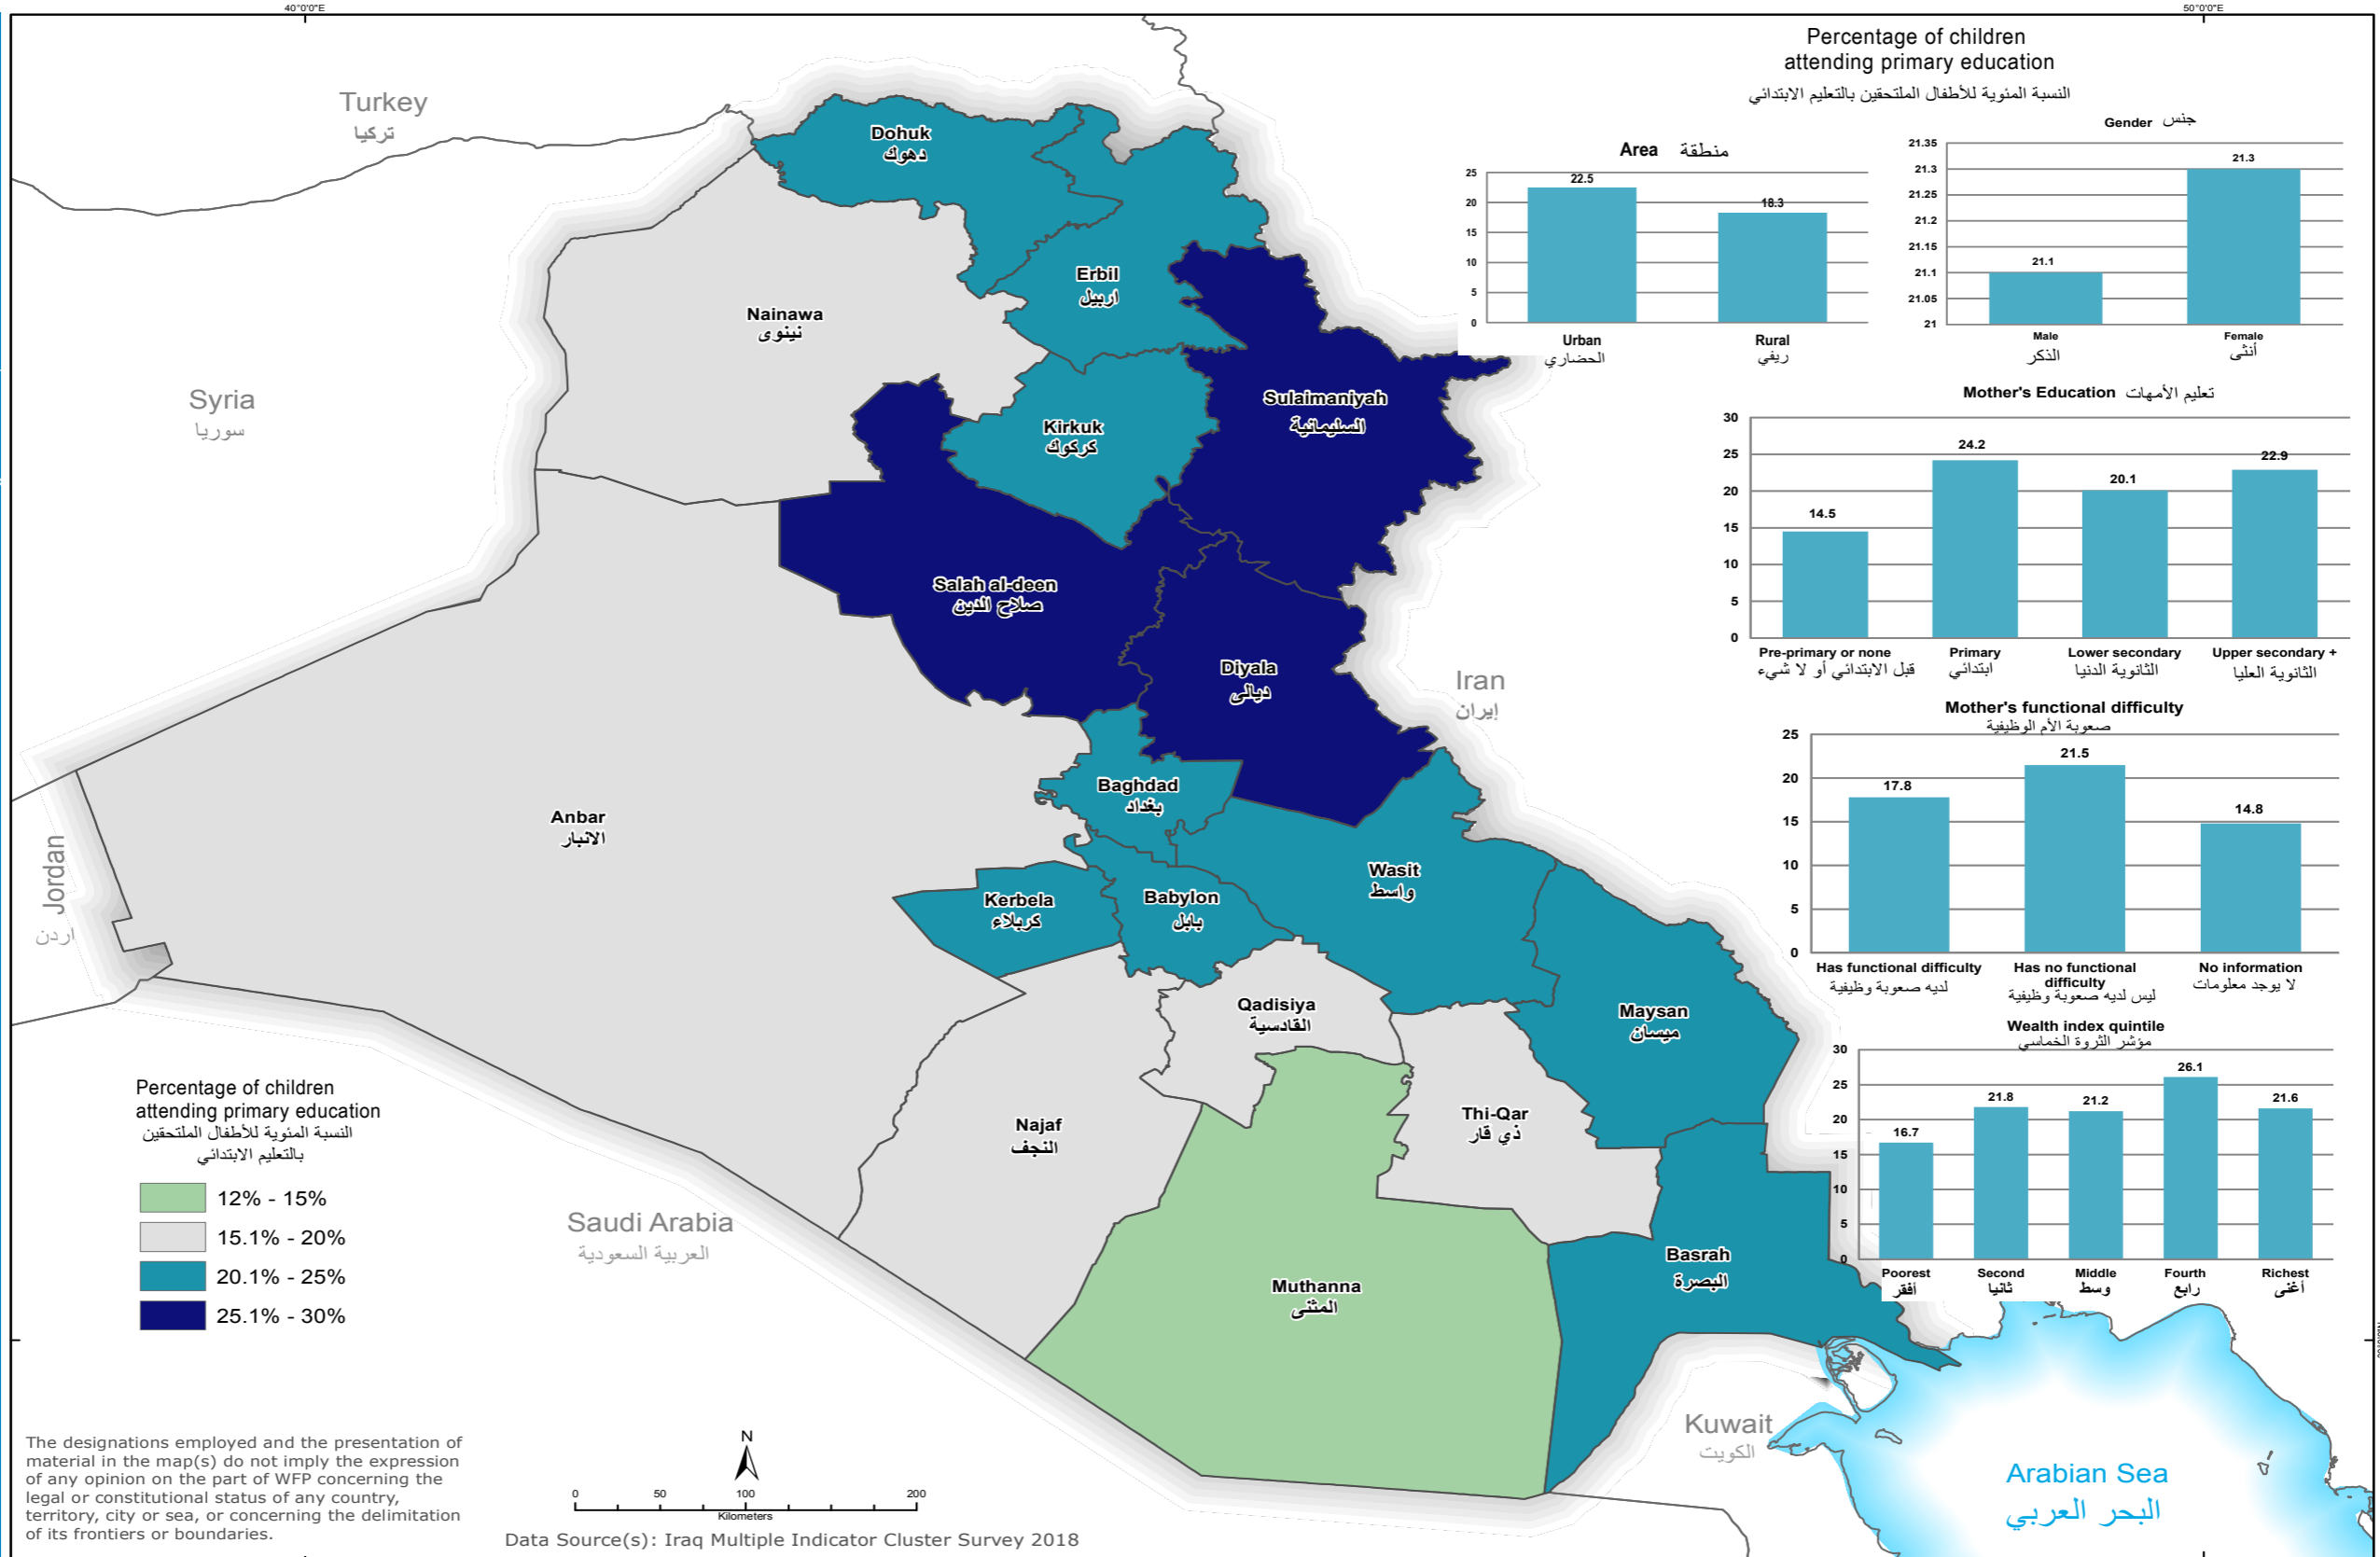 40°0'0"E
50°0'0"E
Percentage of children
attending primary education
النسبة المئوية للأطفال الملتحقين بالتعليم الابتدائي
Turkey
تركيا
Syria
سوريا
Jordan
اردن
Iran
إيران
Saudi Arabia
العربية السعودية
Kuwait
الكويت
Arabian Sea
البحر العربي
Dohuk
دهوك
Erbil
اربيل
Nainawa
نينوى
Sulaimaniyah
السليمانية
Kirkuk
كركوك
Salah al-deen
صلاح الدين
Diyala
ديالى
Anbar
الانبار
Baghdad
بغداد
Wasit
واسط
Kerbela
كربلاء
Babylon
بابل
Qadisiya
القادسية
Maysan
ميسان
Najaf
النجف
Thi-Qar
ذي قار
Muthanna
المثنى
Basrah
البصرة
Area منطقة
25
20
15
10
5
0
22.5
18.3
Urban
الحضاري
Rural
ريفي
Gender جنس
21.35
21.3
21.25
21.2
21.15
21.1
21.05
21
21.1
21.3
Male
الذكر
Female
أنثى
Mother's Education تعليم الأمهات
30
25
20
15
10
5
0
14.5
24.2
20.1
22.9
Pre-primary or none
قبل الابتدائي أو لا شيء
Primary
ابتدائي
Lower secondary
الثانوية الدنيا
Upper secondary +
الثانوية العليا
Mother's functional difficulty
صعوبة الأم الوظيفية
25
20
15
10
5
0
17.8
21.5
14.8
Has functional difficulty
لديه صعوبة وظيفية
Has no functional
difficulty
ليس لديه صعوبة وظيفية
No information
لا يوجد معلومات
Wealth index quintile
مؤشر الثروة الخماسي
30
25
20
15
10
5
0
16.7
21.8
21.2
26.1
21.6
Poorest
أفقر
Second
ثانيا
Middle
وسط
Fourth
رابع
Richest
أغنى
Percentage of children
attending primary education
النسبة المئوية للأطفال الملتحقين
بالتعليم الابتدائي
12% - 15%
15.1% - 20%
20.1% - 25%
25.1% - 30%
The designations employed and the presentation of
material in the map(s) do not imply the expression
of any opinion on the part of WFP concerning the
legal or constitutional status of any country,
territory, city or sea, or concerning the delimitation
of its frontiers or boundaries.
N
0 50 100 200
Kilometers
Data Source(s): Iraq Multiple Indicator Cluster Survey 2018